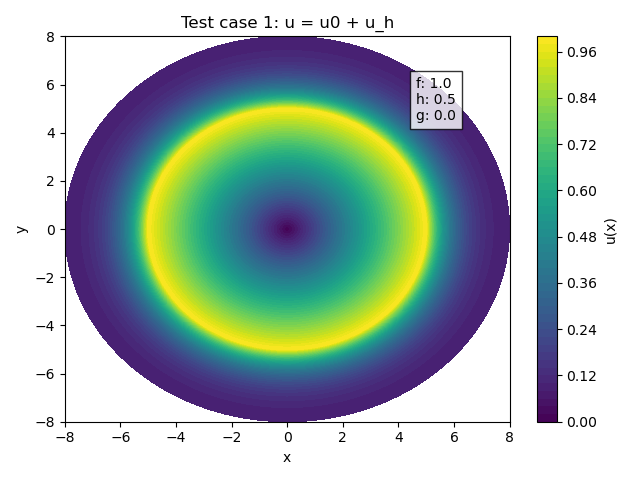 Test case 1: u = u0 + u_h
f: 1.0
h: 0.5
g: 0.0
8
6
4
2
0
−2
−4
−6
−8
y
−8 −6 −4 −2 0 2 4 6 8
x
0.96
0.84
0.72
0.60
0.48
0.36
0.24
0.12
0.00
u(x)